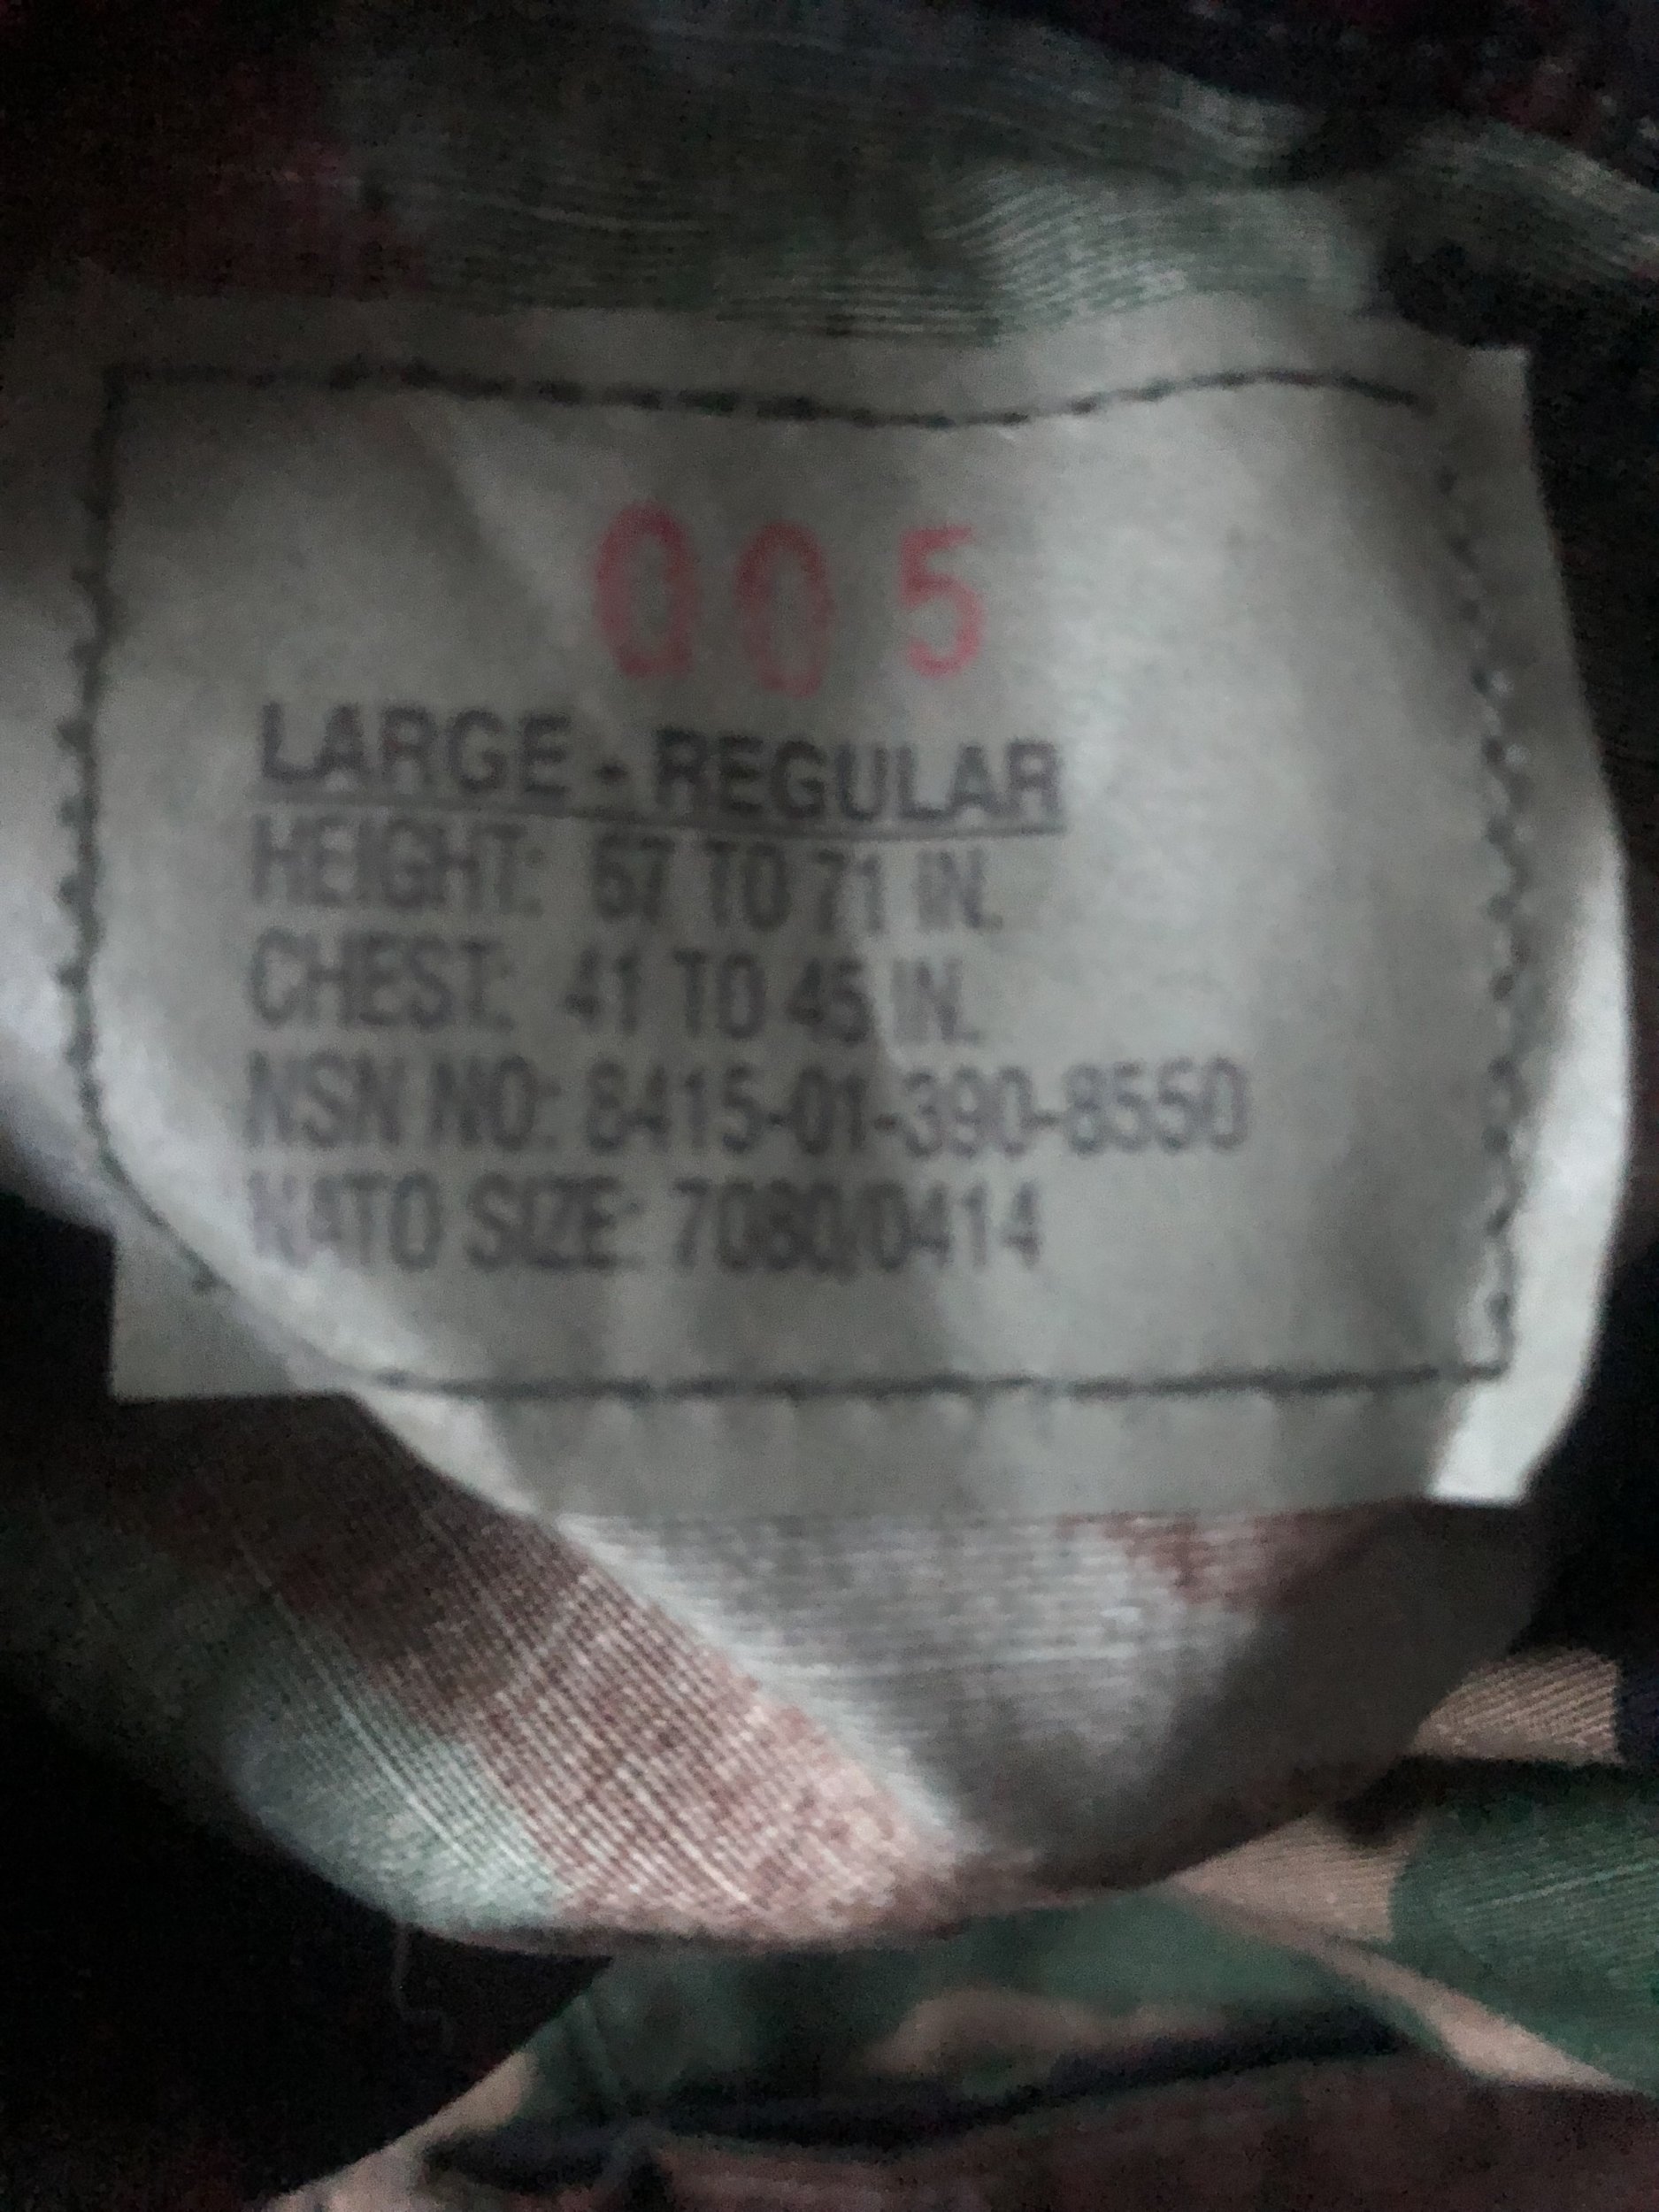 005
LARGE - REGULAR
HEIGHT: 67 TO 71 IN.
CHEST: 41 TO 45 IN.
NSN NO: 8415-01-390-8550
NATO SIZE: 7080/0414